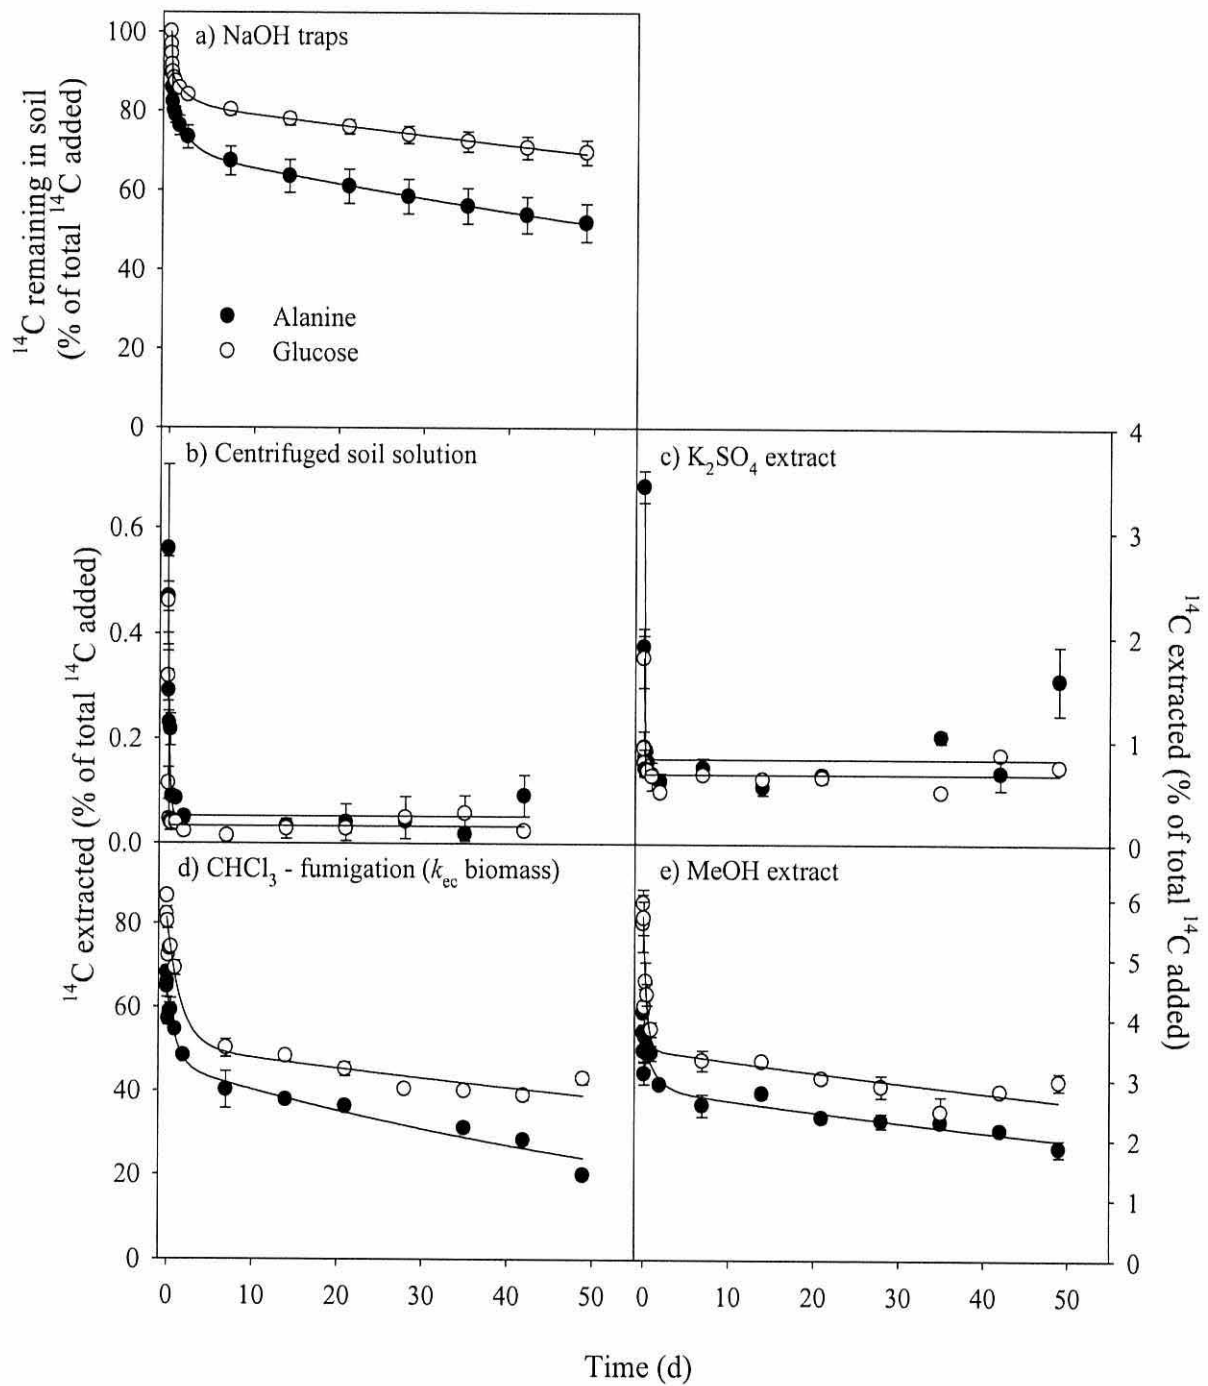 a) NaOH traps
100
80
60
40
20
0
¹⁴C remaining in soil
(% of total ¹⁴C added)
Alanine
Glucose
b) Centrifuged soil solution
0.6
0.4
0.2
0.0
c) K₂SO₄ extract
4
3
2
1
0
¹⁴C extracted (% of total ¹⁴C added)
¹⁴C extracted (% of total ¹⁴C added)
d) CHCl₃ - fumigation (kₑc biomass)
80
60
40
20
0
e) MeOH extract
6
5
4
3
2
1
0
0 10 20 30 40 50
0 10 20 30 40 50
Time (d)